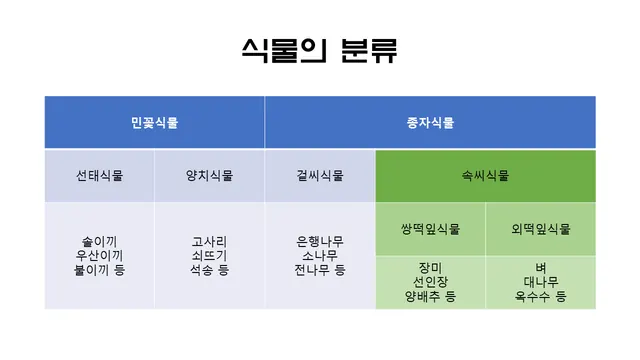 식물의 분류
민꽃식물 종자식물
선태식물 양치식물 겉씨식물 속씨식물
쌍떡잎식물 외떡잎식물
솔이끼
우산이끼
불이끼 등
고사리
쇠뜨기
석송 등
은행나무
소나무
전나무 등
장미
선인장
양배추 등
벼
대나무
옥수수 등